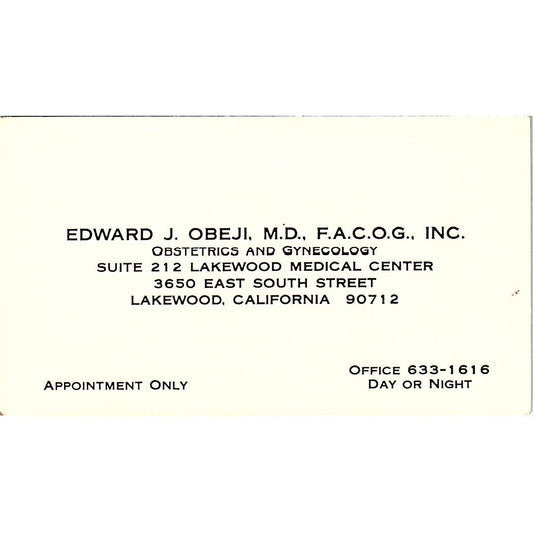 EDWARD J. OBEJI, M.D., F.A.C.O.G., INC.
OBSTETRICS AND GYNECOLOGY
SUITE 212 LAKEWOOD MEDICAL CENTER
3650 EAST SOUTH STREET
LAKEWOOD, CALIFORNIA 90712
OFFICE 633-1616
APPOINTMENT ONLY
DAY OR NIGHT